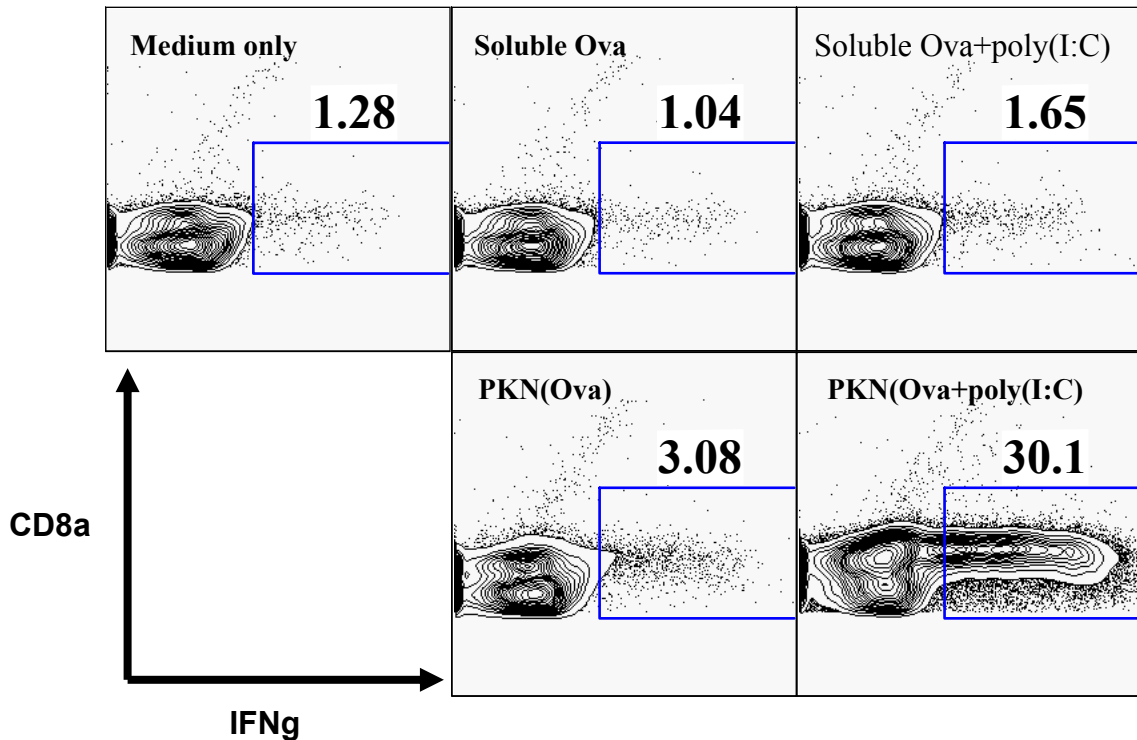 Medium only
1.28
Soluble Ova
1.04
Soluble Ova+poly(I:C)
1.65
PKN(Ova)
3.08
PKN(Ova+poly(I:C)
30.1
CD8a
IFNg